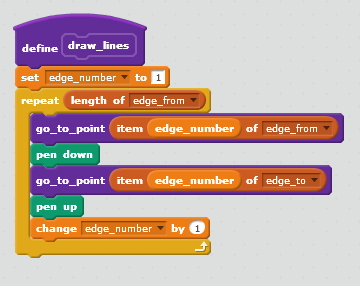 define draw_lines
set edge_number to 1
repeat length of edge_from
go_to_point item edge_number of edge_from
pen down
go_to_point item edge_number of edge_to
pen up
change edge_number by 1